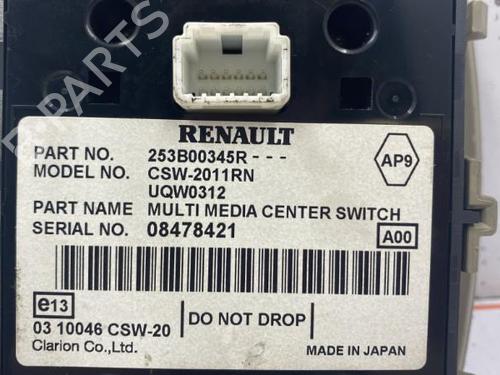 B-PARTS
RENAULT
PART NO. 253B00345R - - -
MODEL NO. CSW-2011RN
UQW0312
AP9
PART NAME MULTI MEDIA CENTER SWITCH
SERIAL NO. 08478421
A00
e13
03 10046 CSW-20
DO NOT DROP
Clarion Co.,Ltd.
MADE IN JAPAN